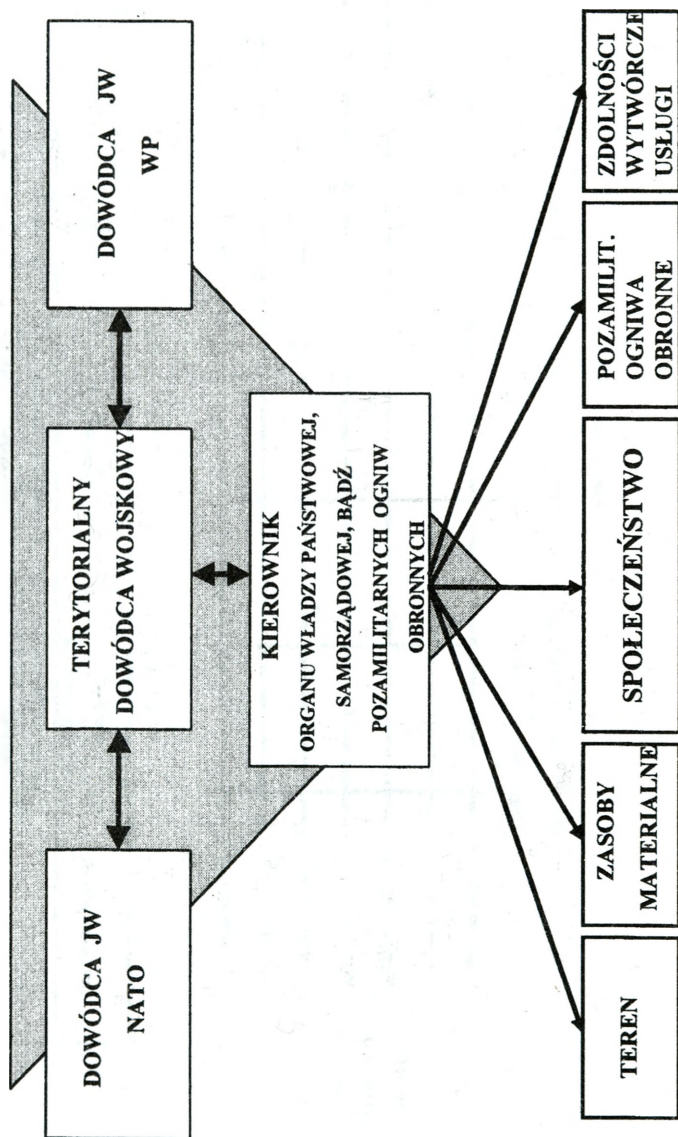 DOWÓDCA JW
NATO
TERYTORIALNY
DOWÓDCA WOJSKOWY
DOWÓDCA JW
WP
KIEROWNIK
ORGANU WŁADZY PAŃSTWOWEJ,
SAMORZĄDOWEJ, BĄDŹ
POZAMILITARNYCH OGNIW
OBRONNYCH
TEREN
ZASOBY
MATERIALNE
SPOŁECZEŃSTWO
POZAMILIT.
OGNIWA
OBRONNE
ZDOLNOŚCI
WYTWÓRCZE
USŁUGI